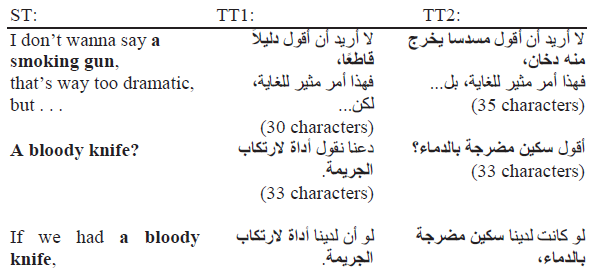 ST: TT1: TT2:
I don't wanna say a لا أريد أن أقول دليلاً لا أريد أن أقول مسدسا يخرج
smoking gun, قاطعًا، منه دخان،
that's way too dramatic, فهذا أمر مثير للغاية، فهذا أمر مثير للغاية، بل...
but . . . لكن... (35 characters)
(30 characters)
A bloody knife? دعنا نقول أداة لارتكاب أقول سكين مضرجة بالدماء؟
الجريمة. (33 characters)
(33 characters)
If we had a bloody لو أن لدينا أداة لارتكاب لو كانت لدينا سكين مضرجة
knife, الجريمة. بالدماء،